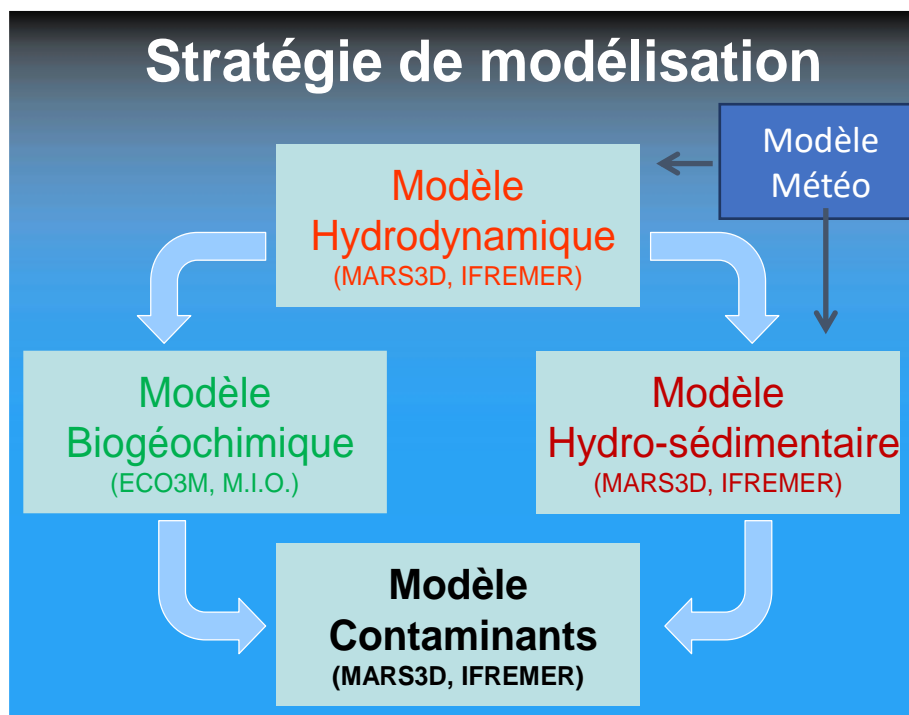 Stratégie de modélisation
Modèle
Météo
Modèle
Hydrodynamique
(MARS3D, IFREMER)
Modèle
Biogéochimique
(ECO3M, M.I.O.)
Modèle
Hydro-sédimentaire
(MARS3D, IFREMER)
Modèle
Contaminants
(MARS3D, IFREMER)